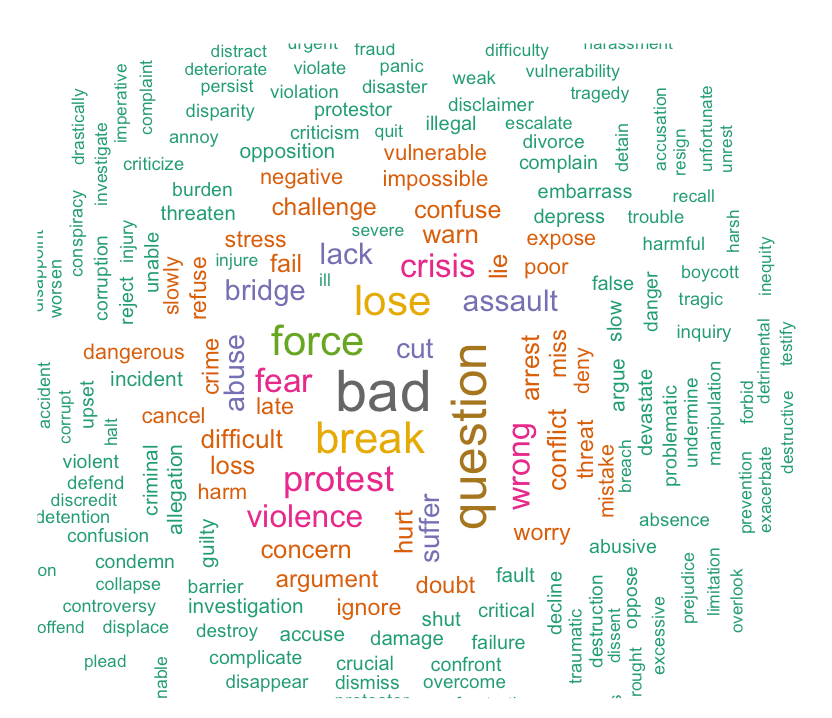 distract
urgent
fraud
difficulty
harassment
deteriorate
violate
panic
vulnerability
persist
violation
disaster
weak
tragedy
disparity
protestor
disclaimer
annoy
criticism
quit
illegal
escalate
divorce
drastically
investigate
imperative
complaint
detain
accusation
resign
unfortunate
unrest
criticize
opposition
vulnerable
complain
burden
negative
impossible
embarrass
recall
threaten
challenge
confuse
depress
trouble
severe
stress
warn
expose
harmful
harsh
disappoint
worsen
conspiracy
corruption
reject
injury
unable
slowly
refuse
injure
fail
lack
crisis
lie
poor
boycott
inequity
ill
bridge
lose
assault
false
slow
danger
tragic
inquiry
force
cut
dangerous
crime
abuse
fear
bad
question
arrest
miss
deny
argue
devastate
problematic
undermine
manipulation
forbid
detrimental
testify
accident
corrupt
upset
halt
incident
cancel
late
difficult
break
wrong
conflict
threat
mistake
breach
violent
defend
discredit
detention
criminal
allegation
loss
harm
protest
prevention
exacerbate
destructive
violence
hurt
suffer
worry
absence
confusion
guilty
concern
abusive
on
condemn
collapse
barrier
argument
doubt
fault
decline
controversy
investigation
ignore
shut
critical
traumatic
destruction
dissent
oppose
excessive
prejudice
limitation
overlook
offend
displace
destroy
accuse
damage
failure
plead
nable
complicate
crucial
confront
rought
disappear
dismiss
overcome